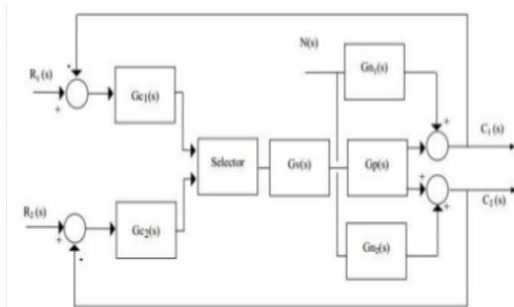 N(s)
Gn₁(s)
R₁(s)
-
+
Gc₁(s)
+
C₁(s)
Selector
Gv(s)
Gp(s)
+
C₂(s)
R₂(s)
+
-
Gc₂(s)
+
Gn₂(s)